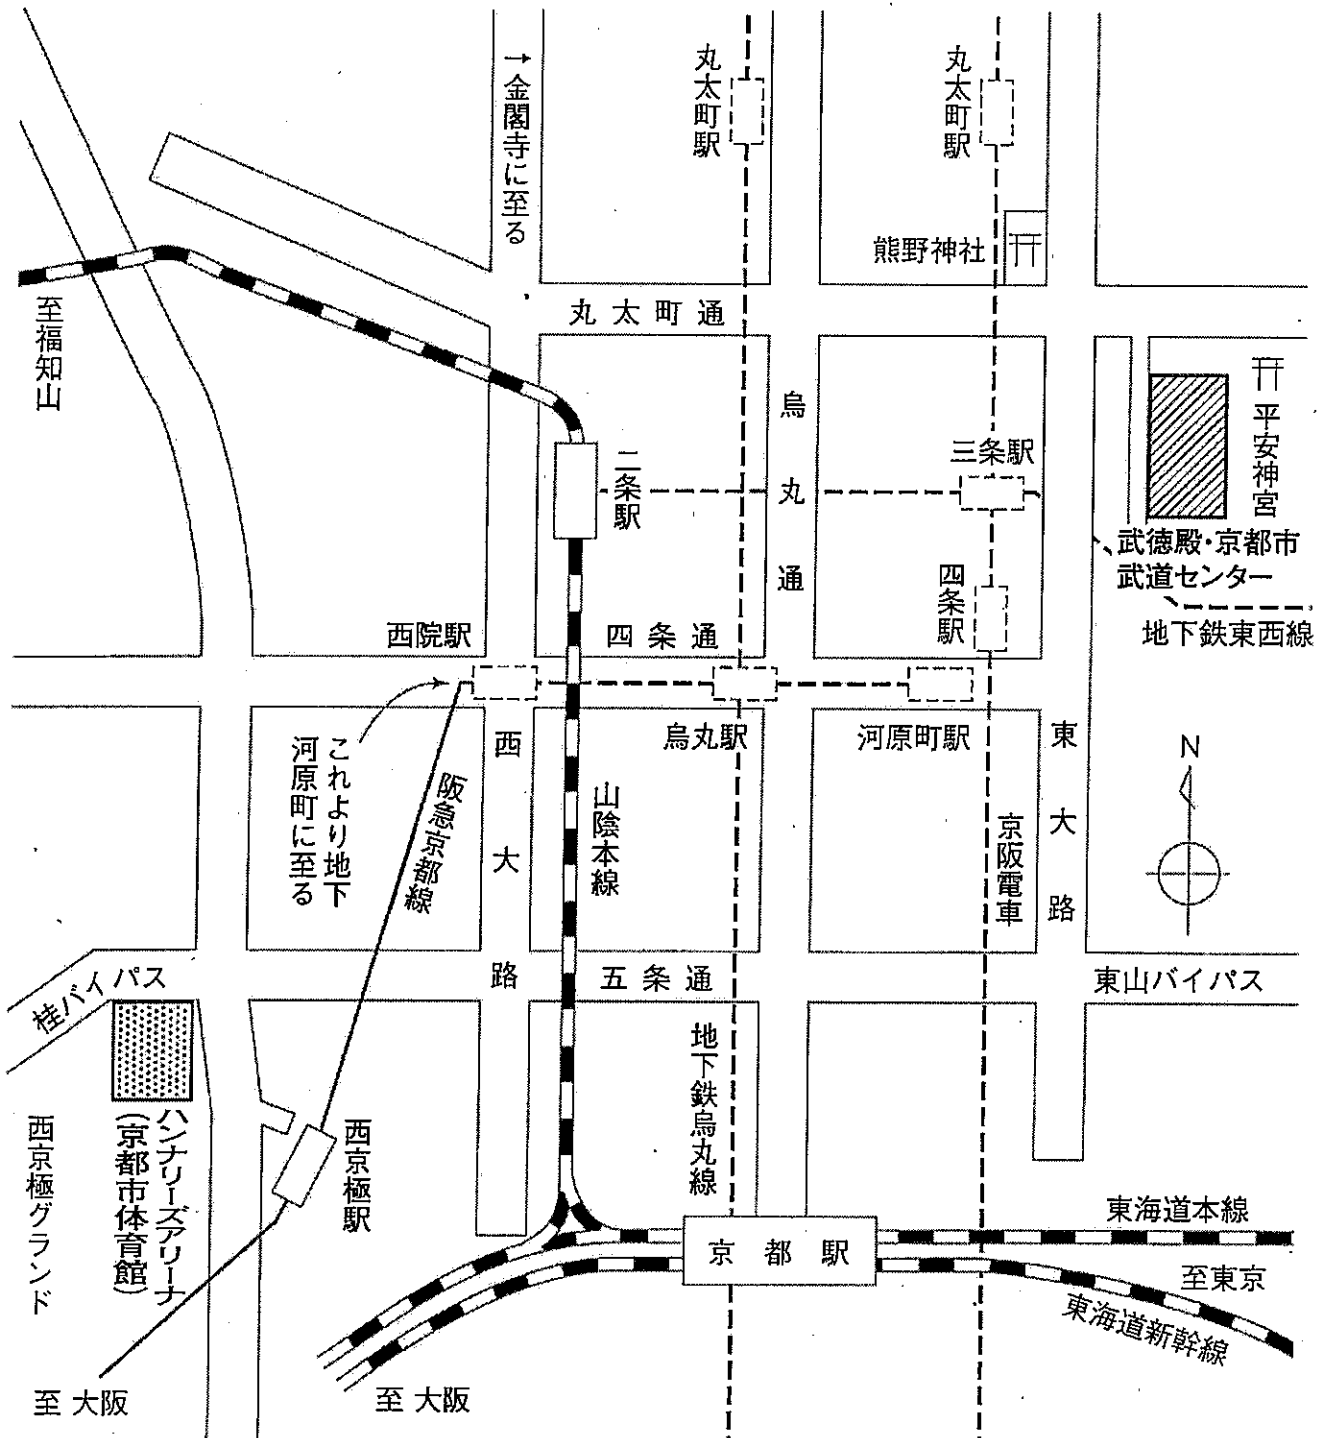 →金閣寺に至る
丸太町駅
丸太町駅
熊野神社
至福知山
丸太町通
平安神宮
烏丸通
三条駅
二条駅
武徳殿・京都市
武道センター
四条駅
地下鉄東西線
西院駅
四条通
烏丸駅
河原町駅
これより地下
河原町に至る
阪急京都線
西大路
山陰本線
京阪電車
東大路
N
桂バイパス
五条通
東山バイパス
地下鉄烏丸線
西京極グランド
ハンナリーズアリーナ
(京都市体育館)
西京極駅
京都駅
東海道本線
至東京
東海道新幹線
至 大阪
至 大阪